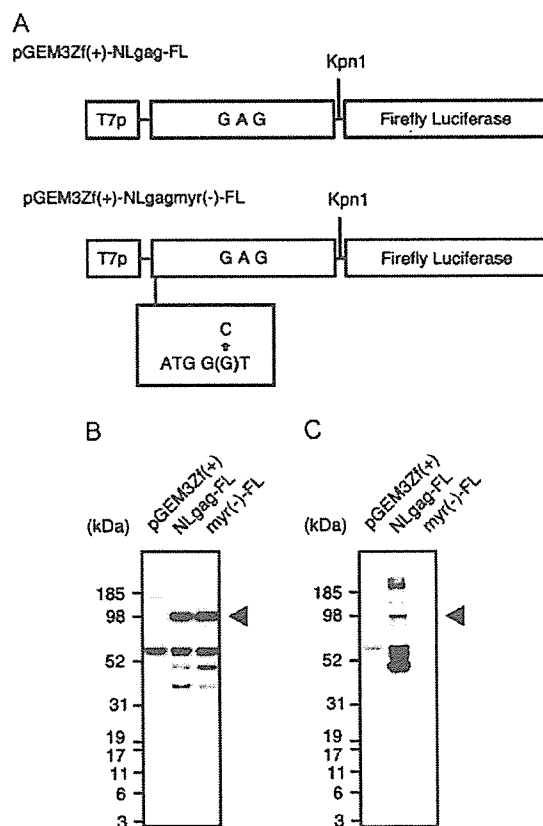 A
pGEM3Zf(+)-NLgag-FL
Kpn1
T7p
G A G
Firefly Luciferase
pGEM3Zf(+)-NLgagmyr(-)-FL
Kpn1
T7p
G A G
Firefly Luciferase
C
ATG G(G)T
B
(kDa)
pGEM3Zf(+)
NLgag-FL
myr(-)-FL
185
98
52
31
19
17
11
6
3
C
(kDa)
pGEM3Zf(+)
NLgag-FL
myr(-)-FL
185
98
52
31
19
17
11
6
3